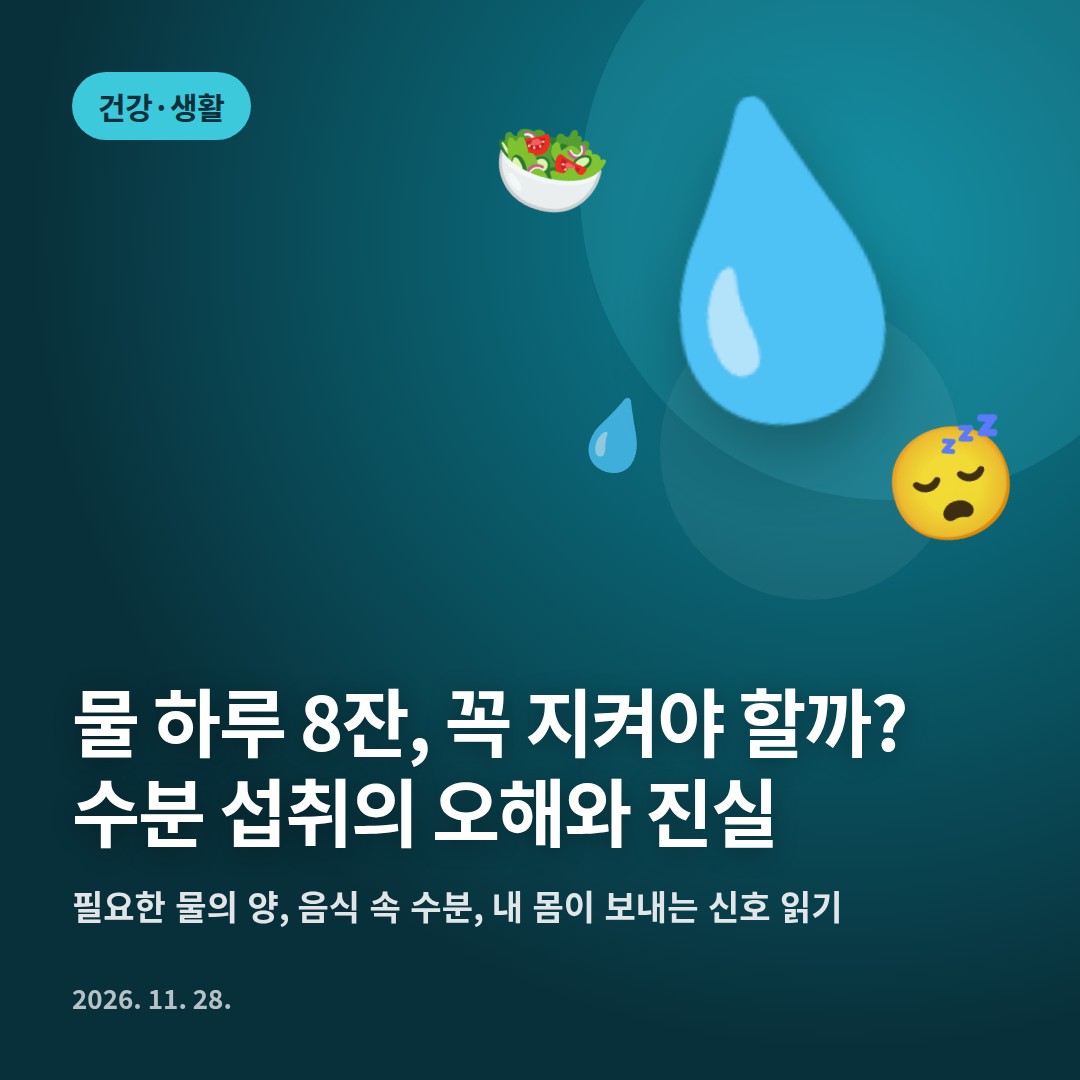 건강·생활
물 하루 8잔, 꼭 지켜야 할까?
수분 섭취의 오해와 진실
필요한 물의 양, 음식 속 수분, 내 몸이 보내는 신호 읽기
2026. 11. 28.